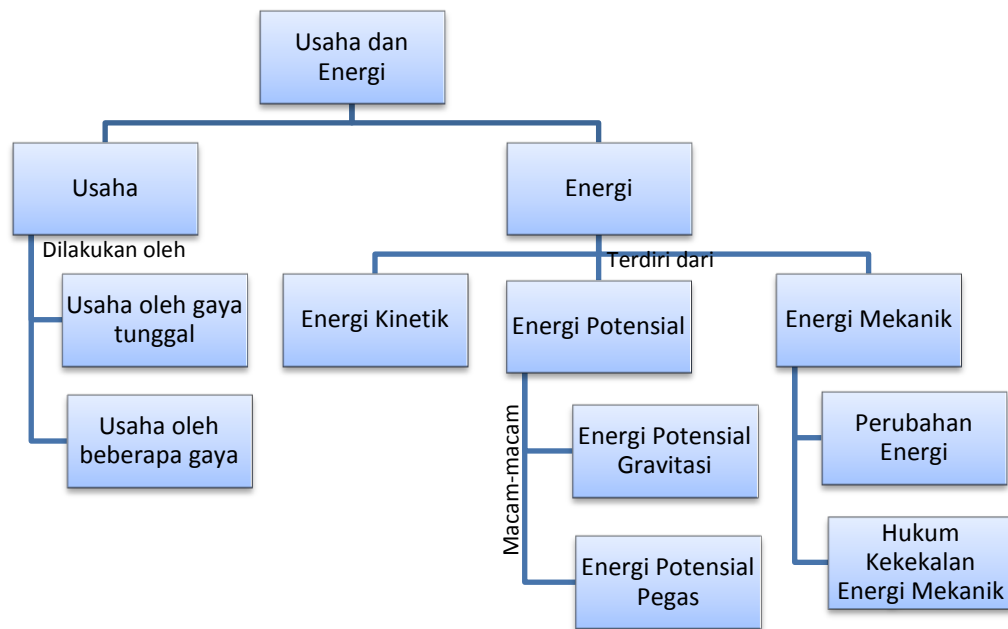 Usaha dan
Energi
Usaha
Energi
Dilakukan oleh
Terdiri dari
Usaha oleh gaya
tunggal
Energi Kinetik
Energi Potensial
Energi Mekanik
Usaha oleh
beberapa gaya
Macam-macam
Energi Potensial
Gravitasi
Perubahan
Energi
Energi Potensial
Pegas
Hukum
Kekekalan
Energi Mekanik